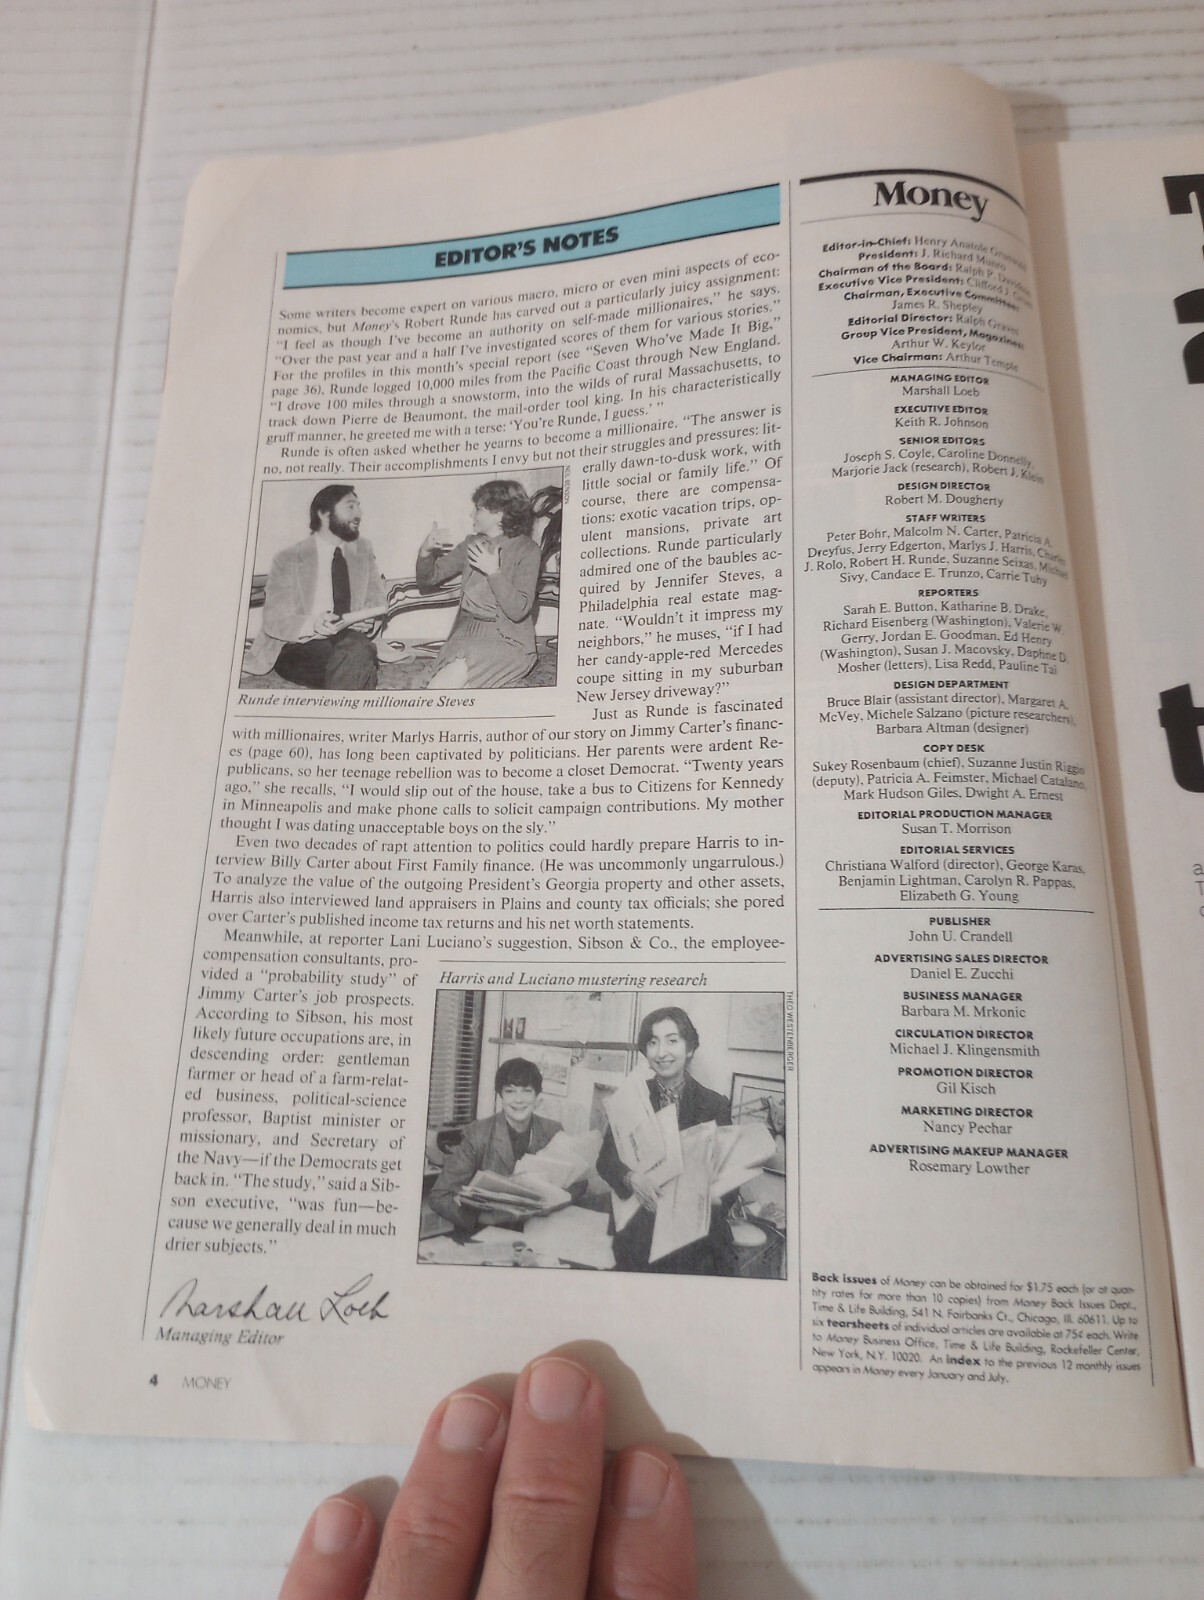 EDITOR'S NOTES
Some writers become expert on various macro, micro or even mini aspects of eco-
nomics, but Money's Robert Runde has carved out a particularly juicy assignment:
"I feel as though I've become an authority on self-made millionaires," he says.
"Over the past year and a half I've investigated scores of them for various stories."
For the profiles in this month's special report (see "Seven Who've Made It Big,"
page 36), Runde logged 10,000 miles from the Pacific Coast through New England.
"I drove 100 miles through a snowstorm, into the wilds of rural Massachusetts, to
track down Pierre de Beaumont, the mail-order tool king. In his characteristically
gruff manner, he greeted me with a terse: 'You're Runde, I guess.' "
Runde is often asked whether he yearns to become a millionaire. "The answer is
no, not really. Their accomplishments I envy but not their struggles and pressures: lit-
erally dawn-to-dusk work, with
little social or family life." Of
course, there are compensa-
tions: exotic vacation trips, op-
ulent mansions, private art
collections. Runde particularly
admired one of the baubles ac-
quired by Jennifer Steves, a
Philadelphia real estate mag-
nate. "Wouldn't it impress my
neighbors," he muses, "if I had
her candy-apple-red Mercedes
coupe sitting in my suburban
New Jersey driveway?"
NEIL BENSON
Runde interviewing millionaire Steves
Just as Runde is fascinated
with millionaires, writer Marlys Harris, author of our story on Jimmy Carter's financ-
es (page 60), has long been captivated by politicians. Her parents were ardent Re-
publicans, so her teenage rebellion was to become a closet Democrat. "Twenty years
ago," she recalls, "I would slip out of the house, take a bus to Citizens for Kennedy
in Minneapolis and make phone calls to solicit campaign contributions. My mother
thought I was dating unacceptable boys on the sly."
Even two decades of rapt attention to politics could hardly prepare Harris to in-
terview Billy Carter about First Family finance. (He was uncommonly ungarrulous.)
To analyze the value of the outgoing President's Georgia property and other assets,
Harris also interviewed land appraisers in Plains and county tax officials; she pored
over Carter's published income tax returns and his net worth statements.
Meanwhile, at reporter Lani Luciano's suggestion, Sibson & Co., the employee-
compensation consultants, pro-
vided a "probability study" of
Jimmy Carter's job prospects.
According to Sibson, his most
likely future occupations are, in
descending order: gentleman
farmer or head of a farm-relat-
ed business, political-science
professor, Baptist minister or
missionary, and Secretary of
the Navy—if the Democrats get
back in. "The study," said a Sib-
son executive, "was fun—be-
cause we generally deal in much
drier subjects."
Harris and Luciano mustering research
THEO WESTENBERGER
Marshall Loeb
Managing Editor
4 MONEY
Money
Editor-in-Chief: Henry Anatole
President: J. Richard Munro
Chairman of the Board: Ralph P. Davidson
Executive Vice President: Clifford J.
Chairman, Executive Committee:
James R. Shepley
Editorial Director: Ralph Graves
Group Vice President, Magazines:
Arthur W. Keylor
Vice Chairman: Arthur Temple
MANAGING EDITOR
Marshall Loeb
EXECUTIVE EDITOR
Keith R. Johnson
SENIOR EDITORS
Joseph S. Coyle, Caroline Donnelly,
Marjorie Jack (research), Robert J. Klein
DESIGN DIRECTOR
Robert M. Dougherty
STAFF WRITERS
Peter Bohr, Malcolm N. Carter, Patricia A.
Dreyfus, Jerry Edgerton, Marlys J. Harris, Charles
J. Rolo, Robert H. Runde, Suzanne Seixas, Michael
Sivy, Candace E. Trunzo, Carrie Tuhy
REPORTERS
Sarah E. Button, Katharine B. Drake,
Richard Eisenberg (Washington), Valerie W.
Gerry, Jordan E. Goodman, Ed Henry
(Washington), Susan J. Macovsky, Daphne D.
Mosher (letters), Lisa Redd, Pauline Tai
DESIGN DEPARTMENT
Bruce Blair (assistant director), Margaret A.
McVey, Michele Salzano (picture researchers),
Barbara Altman (designer)
COPY DESK
Sukey Rosenbaum (chief), Suzanne Justin Riggio
(deputy), Patricia A. Feimster, Michael Catalano,
Mark Hudson Giles, Dwight A. Ernest
EDITORIAL PRODUCTION MANAGER
Susan T. Morrison
EDITORIAL SERVICES
Christiana Walford (director), George Karas,
Benjamin Lightman, Carolyn R. Pappas,
Elizabeth G. Young
PUBLISHER
John U. Crandell
ADVERTISING SALES DIRECTOR
Daniel E. Zucchi
BUSINESS MANAGER
Barbara M. Mrkonic
CIRCULATION DIRECTOR
Michael J. Klingensmith
PROMOTION DIRECTOR
Gil Kisch
MARKETING DIRECTOR
Nancy Pechar
ADVERTISING MAKEUP MANAGER
Rosemary Lowther
Back issues of Money can be obtained for $1.75 each (or at quan-
tity rates for more than 10 copies) from Money Back Issues Dept.,
Time & Life Building, 541 N. Fairbanks Ct., Chicago, Ill. 60611. Up to
six tearsheets of individual articles are available at 75¢ each. Write
to Money Business Office, Time & Life Building, Rockefeller Center,
New York, N.Y. 10020. An index to the previous 12 monthly issues
appears in Money every January and July.